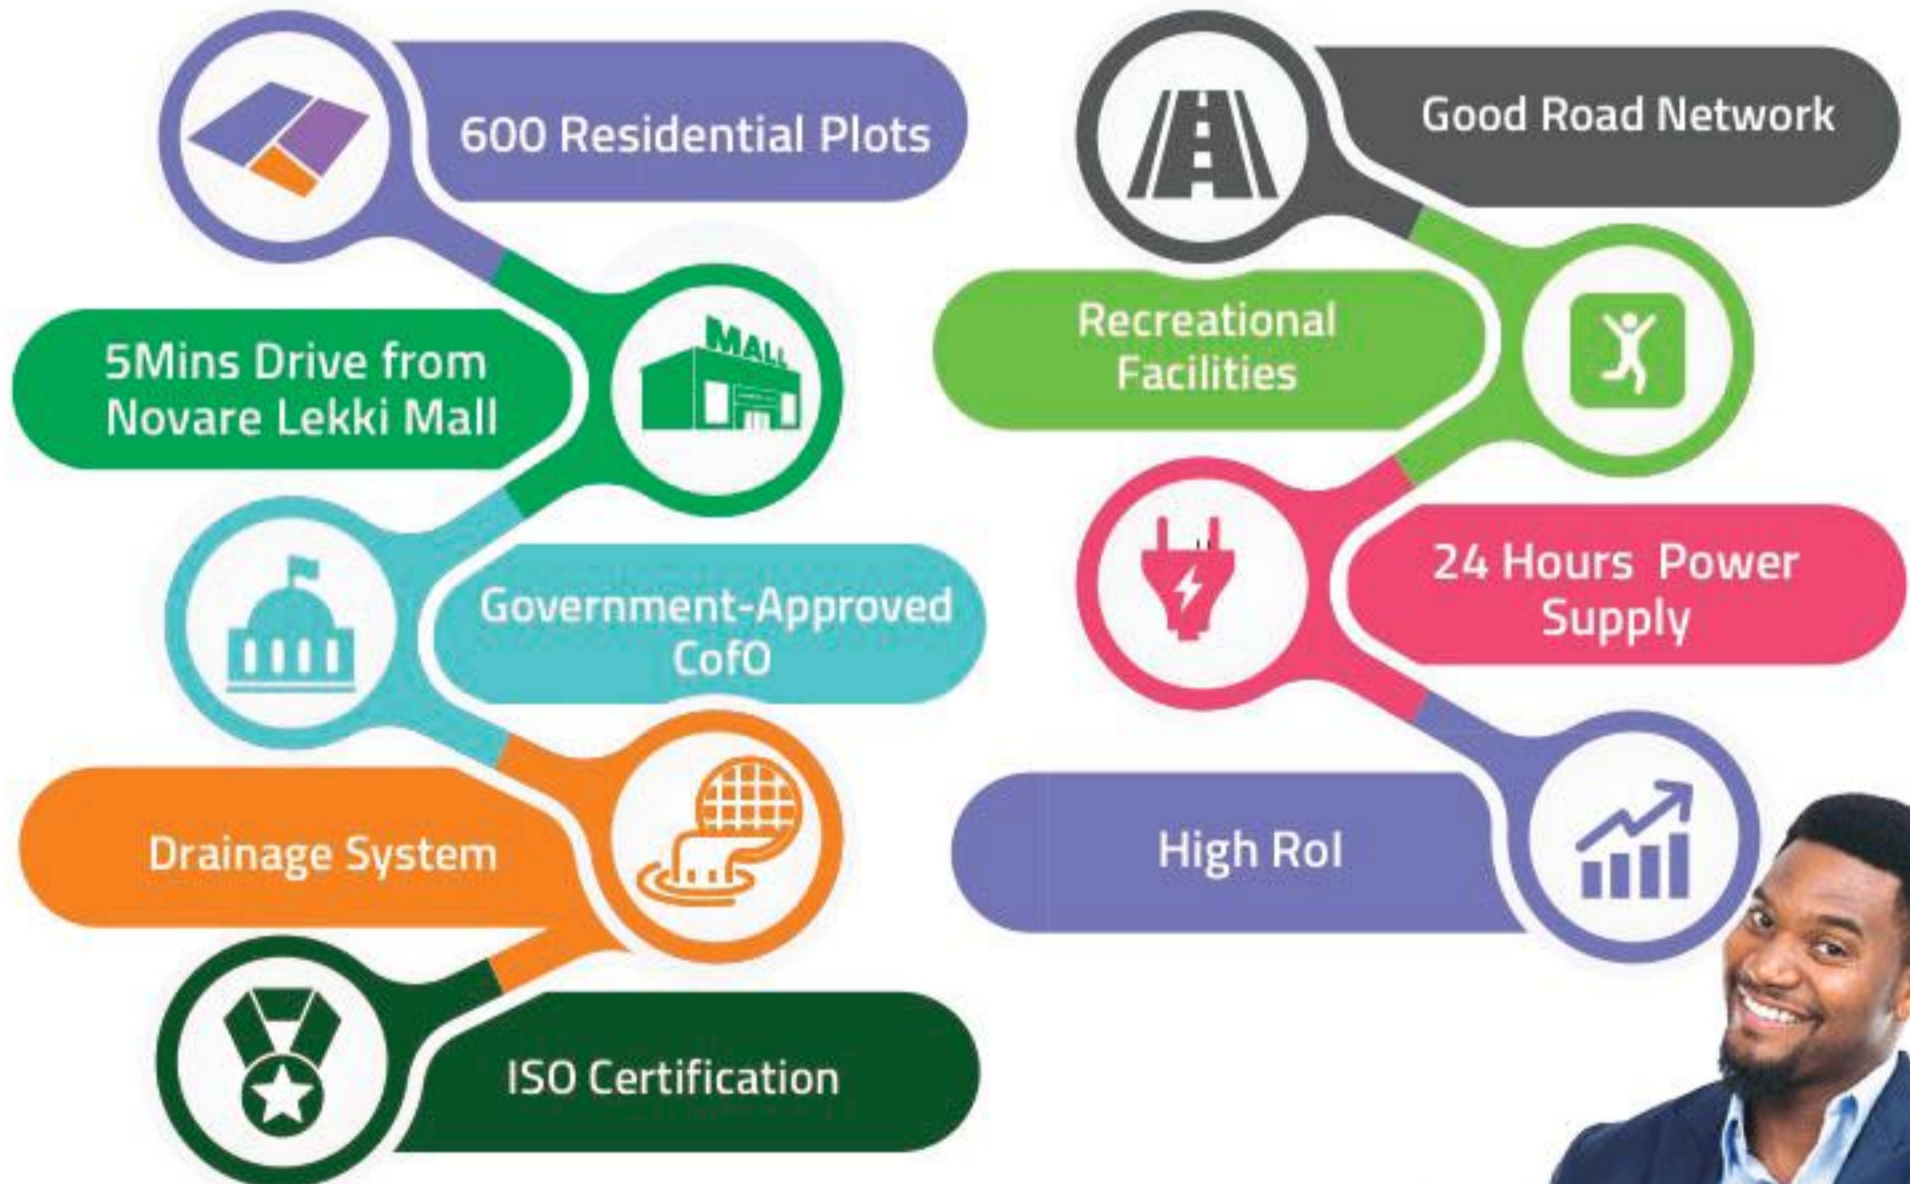 600 Residential Plots
5Mins Drive from
Novare Lekki Mall
MALL
Government-Approved
CofO
Drainage System
ISO Certification
Good Road Network
Recreational
Facilities
24 Hours Power
Supply
High RoI